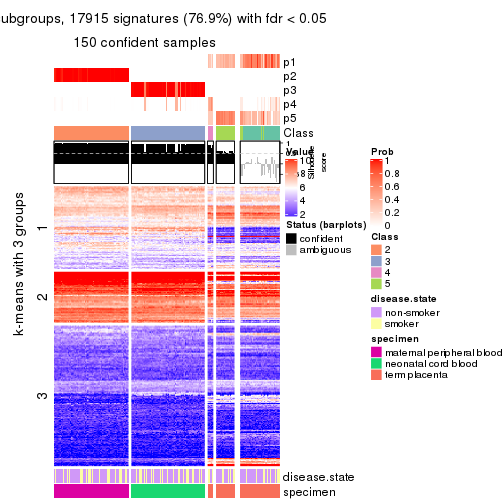 ubgroups, 17915 signatures (76.9%) with fdr < 0.05
150 confident samples
p1
p2
p3
p4
p5
Class
1
Silhouette
score
k-means with 3 groups
1
2
3
disease.state
specimen
Value
10
8
6
4
2
Status (barplots)
confident
ambiguous
Prob
1
0.8
0.6
0.4
0.2
0
Class
2
3
4
5
disease.state
non-smoker
smoker
specimen
maternal peripheral blood
neonatal cord blood
term placenta